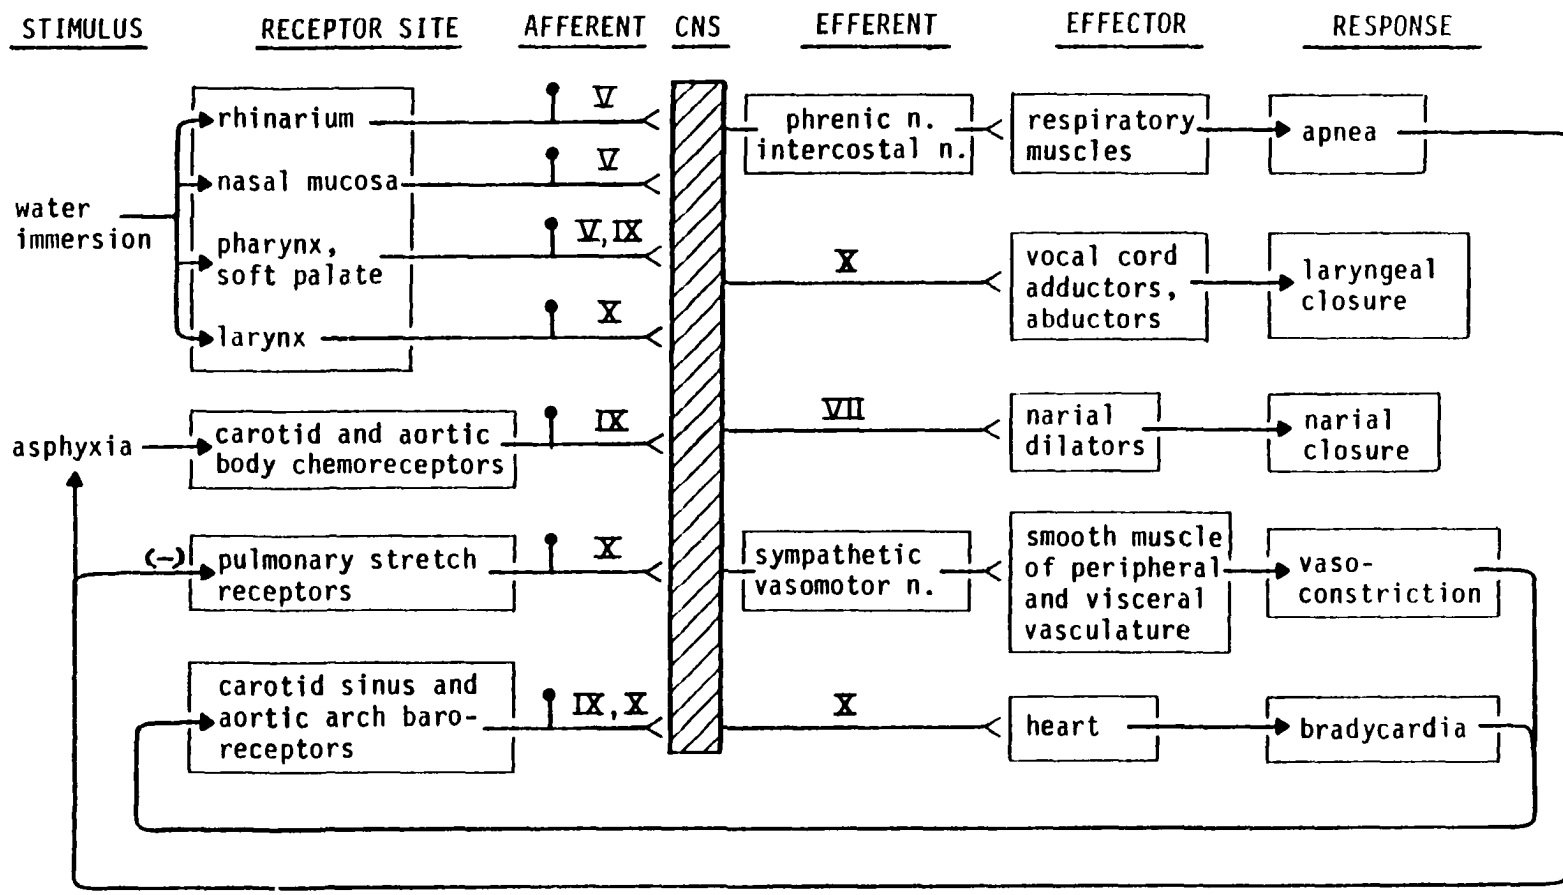 STIMULUS RECEPTOR SITE AFFERENT CNS EFFERENT EFFECTOR RESPONSE
water
immersion
rhinarium
nasal mucosa
pharynx,
soft palate
larynx
V
V
V, IX
X
phrenic n.
intercostal n.
respiratory
muscles
apnea
X
vocal cord
adductors,
abductors
laryngeal
closure
asphyxia
carotid and aortic
body chemoreceptors
IX
VII
narial
dilators
narial
closure
(-)
pulmonary stretch
receptors
X
sympathetic
vasomotor n.
smooth muscle
of peripheral
and visceral
vasculature
vaso-
constriction
carotid sinus and
aortic arch baro-
receptors
IX, X
X
heart
bradycardia